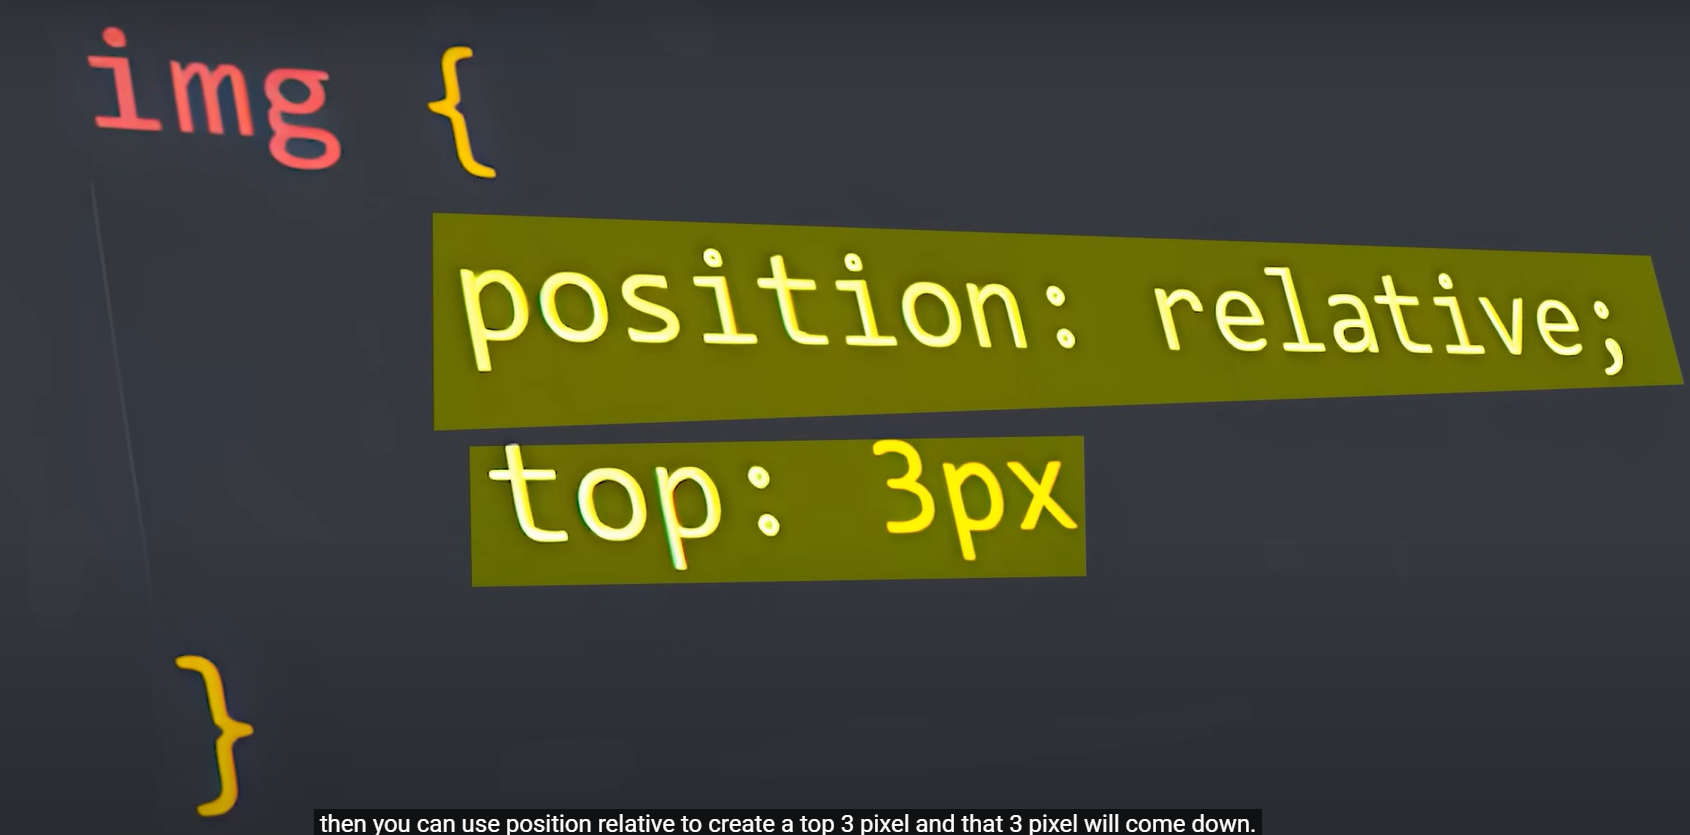 img {
position: relative;
top: 3px
}
then you can use position relative to create a top 3 pixel and that 3 pixel will come down.